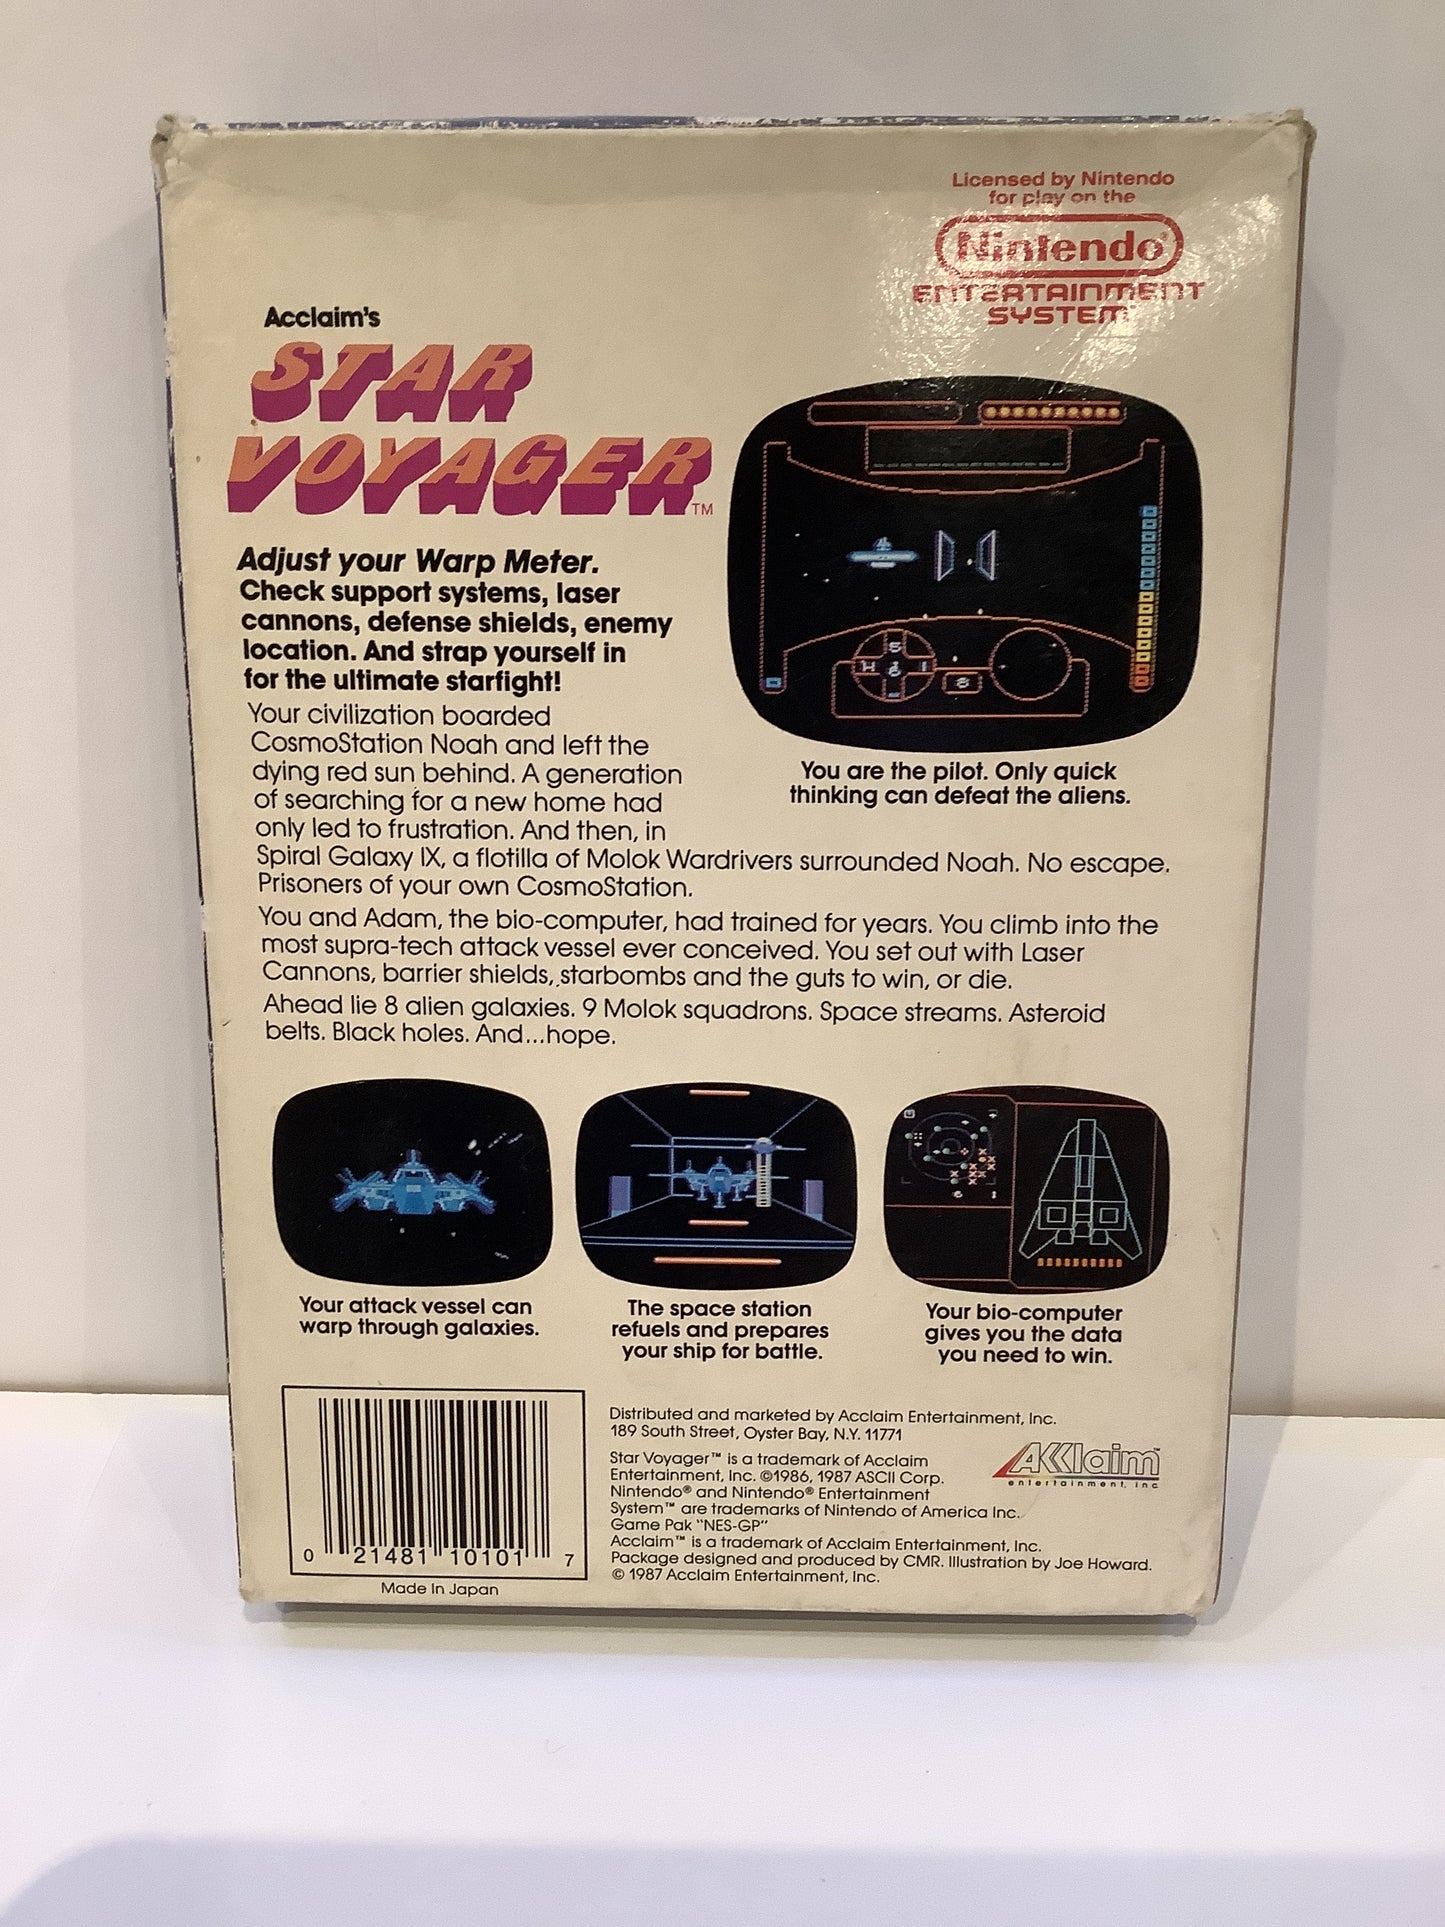 Licensed by Nintendo
for play on the
Nintendo®
ENTERTAINMENT
SYSTEM™
Acclaim's
STAR
VOYAGER™
Adjust your Warp Meter.
Check support systems, laser
cannons, defense shields, enemy
location. And strap yourself in
for the ultimate starfight!
Your civilization boarded
CosmoStation Noah and left the
dying red sun behind. A generation
of searching for a new home had
only led to frustration. And then, in
Spiral Galaxy IX, a flotilla of Molok Wardrivers surrounded Noah. No escape.
Prisoners of your own CosmoStation.
You are the pilot. Only quick
thinking can defeat the aliens.
You and Adam, the bio-computer, had trained for years. You climb into the
most supra-tech attack vessel ever conceived. You set out with Laser
Cannons, barrier shields, starbombs and the guts to win, or die.
Ahead lie 8 alien galaxies. 9 Molok squadrons. Space streams. Asteroid
belts. Black holes. And...hope.
Your attack vessel can
warp through galaxies.
The space station
refuels and prepares
your ship for battle.
Your bio-computer
gives you the data
you need to win.
0 21481 10101 7
Made In Japan
Distributed and marketed by Acclaim Entertainment, Inc.
189 South Street, Oyster Bay, N.Y. 11771
Star Voyager™ is a trademark of Acclaim
Entertainment, Inc. ©1986, 1987 ASCII Corp.
Nintendo® and Nintendo® Entertainment
System™ are trademarks of Nintendo of America Inc.
Game Pak "NES-GP"
Acclaim™ is a trademark of Acclaim Entertainment, Inc.
Package designed and produced by CMR. Illustration by Joe Howard.
© 1987 Acclaim Entertainment, Inc.
AKKlaim™
entertainment, inc